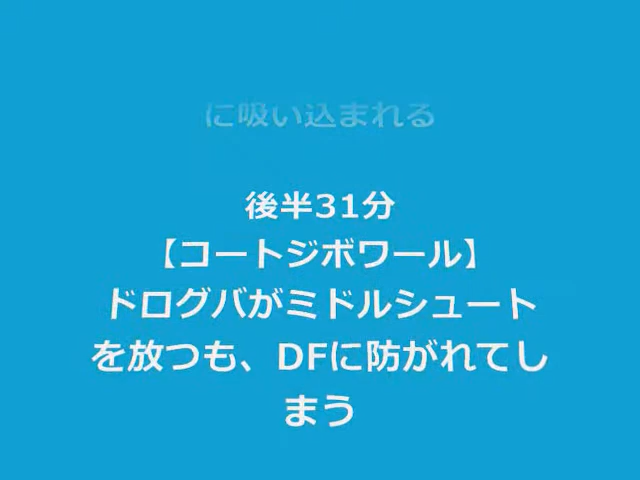 に吸い込まれる
後半31分
【コートジボワール】
ドログバがミドルシュート
を放つも、DFに防がれてし
まう